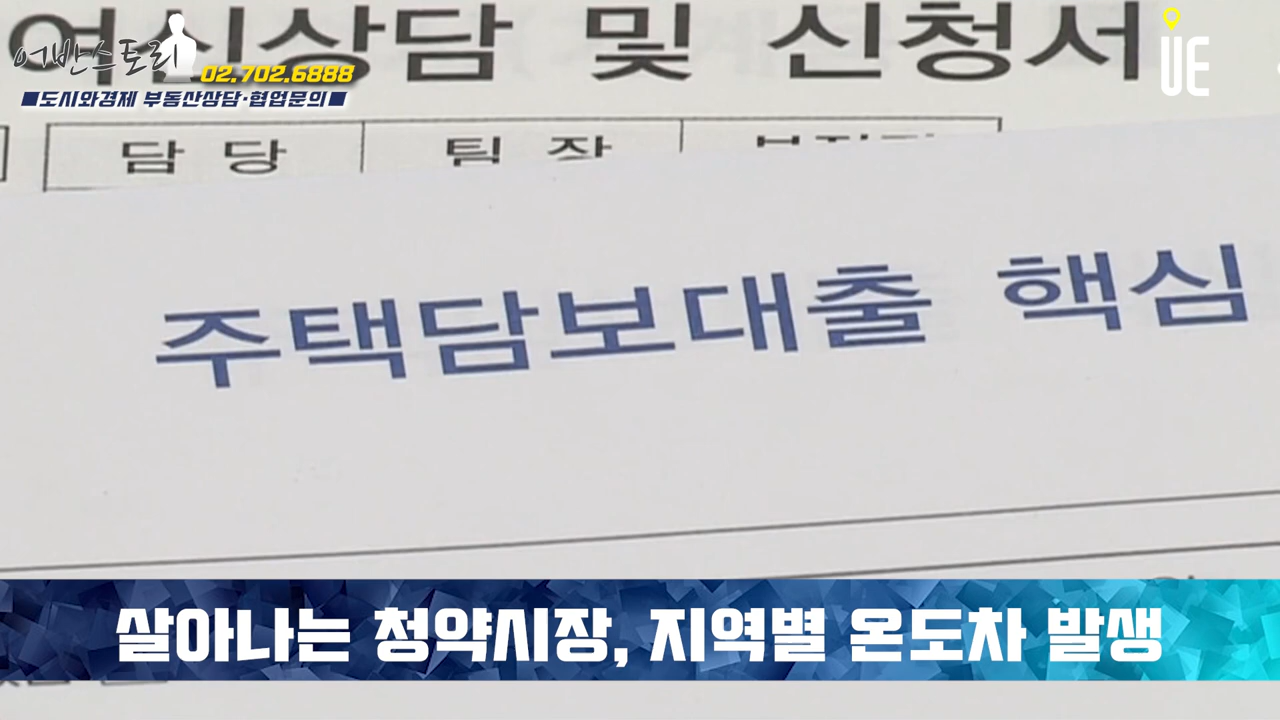 여신상담 및 신청서
어반스토리
02.702.6888
■도시와경제 부동산상담·협업문의■
UE
담 당
팀 장
주택담보대출 핵심
살아나는 청약시장, 지역별 온도차 발생